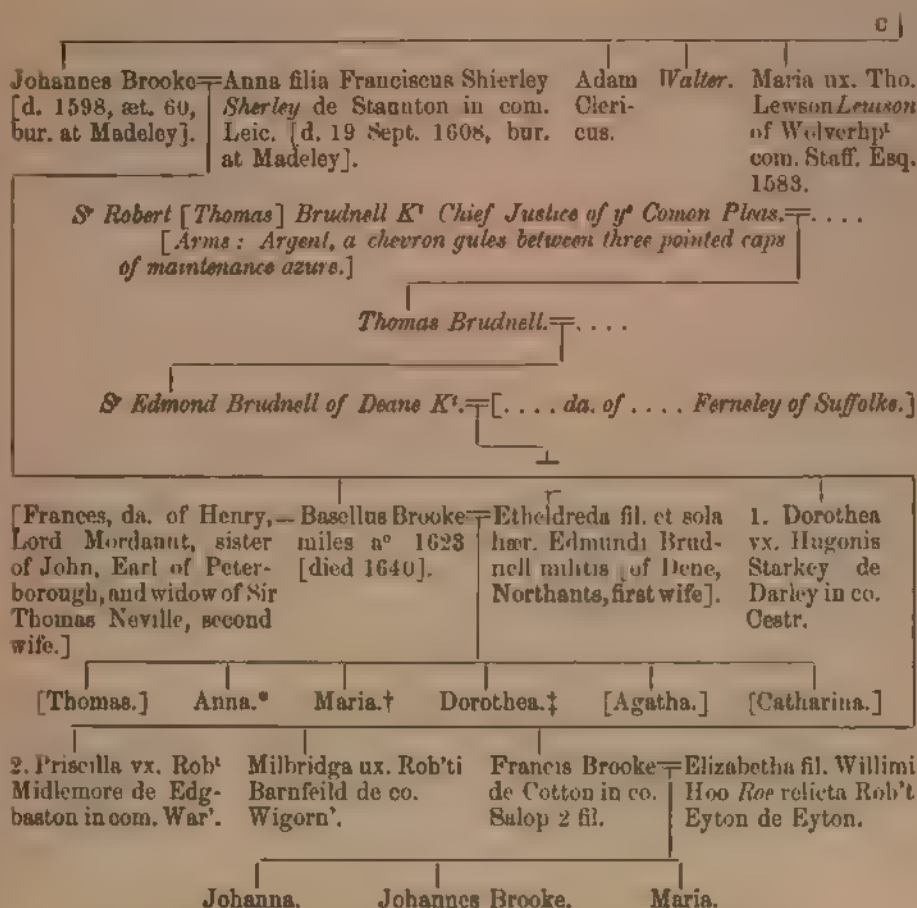 C
Johannes Brooke = Anna filia Franciscus Shierley
[d. 1598, æt. 60, bur. at Madeley].
Sherley de Staunton in com. Leic. [d. 19 Sept. 1608, bur. at Madeley].
Adam Clericus.
Walter.
Maria ux. Tho. Lewson Leuson of Wolverhpt com. Staff. Esq. 1583.
Sr Robert [Thomas] Brudnell Kt Chief Justice of ye Comon Pleas. = . . . .
[Arms : Argent, a chevron gules between three pointed caps
of maintenance azure.]
Thomas Brudnell. = . . . .
Sr Edmond Brudnell of Deane Kt. = [. . . . da. of . . . . Ferneley of Suffolke.]
[Frances, da. of Henry,
Lord Mordaunt, sister
of John, Earl of Peter-
borough, and widow of Sir
Thomas Neville, second
wife.]
= Basellus Brooke
miles ao 1623
[died 1640].
= Etheldreda fil. et sola
hær. Edmundi Brud-
nell militis [of Dene,
Northants, first wife].
1. Dorothea
vx. Hugonis
Starkey de
Darley in co.
Cestr.
[Thomas.] Anna.* Maria.† Dorothea.‡ [Agatha.] [Catharina.]
2. Priscilla vx. Robt
Midlemore de Edg-
baston in com. War'.
Milbridga ux. Rob'ti
Barnfeild de co.
Wigorn'.
Francis Brooke
de Cotton in co.
Salop 2 fil.
= Elizabetha fil. Willimi
Hoo Roe relicta Rob't
Eyton de Eyton.
Johanna. Johannes Brooke. Maria.